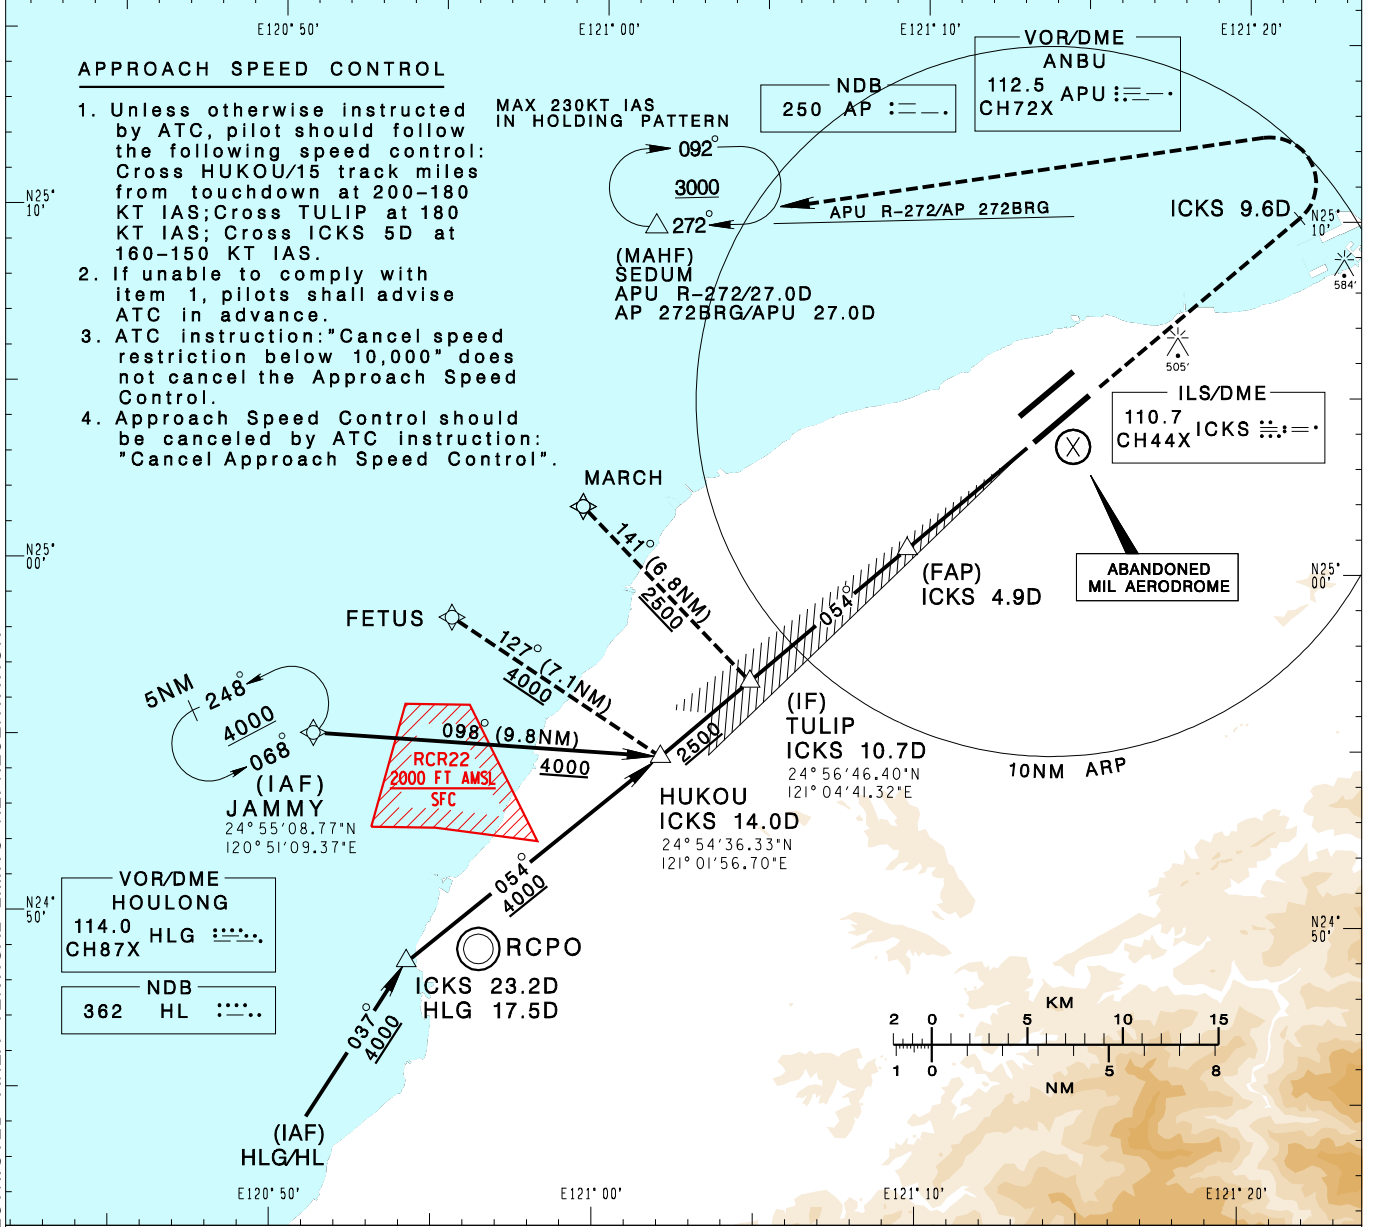 E120°50'
E121°00'
E121°10'
E121°20'
APPROACH SPEED CONTROL
1. Unless otherwise instructed
by ATC, pilot should follow
the following speed control:
Cross HUKOU/15 track miles
from touchdown at 200-180
KT IAS;Cross TULIP at 180
KT IAS; Cross ICKS 5D at
160-150 KT IAS.
2. If unable to comply with
item 1, pilots shall advise
ATC in advance.
3. ATC instruction:"Cancel speed
restriction below 10,000" does
not cancel the Approach Speed
Control.
4. Approach Speed Control should
be canceled by ATC instruction:
"Cancel Approach Speed Control".
MAX 230KT IAS
IN HOLDING PATTERN
092°
3000
272°
(MAHF)
SEDUM
APU R-272/27.0D
AP 272BRG/APU 27.0D
NDB
250 AP
VOR/DME
ANBU
112.5
CH72X
APU
APU R-272/AP 272BRG
ICKS 9.6D
N25°
10'
N25°
10'
584'
505'
ILS/DME
110.7
CH44X
ICKS
ABANDONED
MIL AERODROME
MARCH
141° (6.8NM)
2500
FETUS
127° (7.1NM)
4000
N25°
00'
N25°
00'
(FAP)
ICKS 4.9D
054°
5NM
248°
4000
068°
(IAF)
JAMMY
24°55'08.77"N
120°51'09.37"E
098° (9.8NM)
4000
RCR22
2000 FT AMSL
SFC
2500
(IF)
TULIP
ICKS 10.7D
24°56'46.40"N
121°04'41.32"E
10NM ARP
HUKOU
ICKS 14.0D
24°54'36.33"N
121°01'56.70"E
054°
4000
VOR/DME
HOULONG
114.0
CH87X
HLG
NDB
362 HL
N24°
50'
N24°
50'
RCPO
ICKS 23.2D
HLG 17.5D
037°
4000
(IAF)
HLG/HL
KM
2 0 5 10 15
1 0 5 8
NM
E120°50'
E121°00'
E121°10'
E121°20'